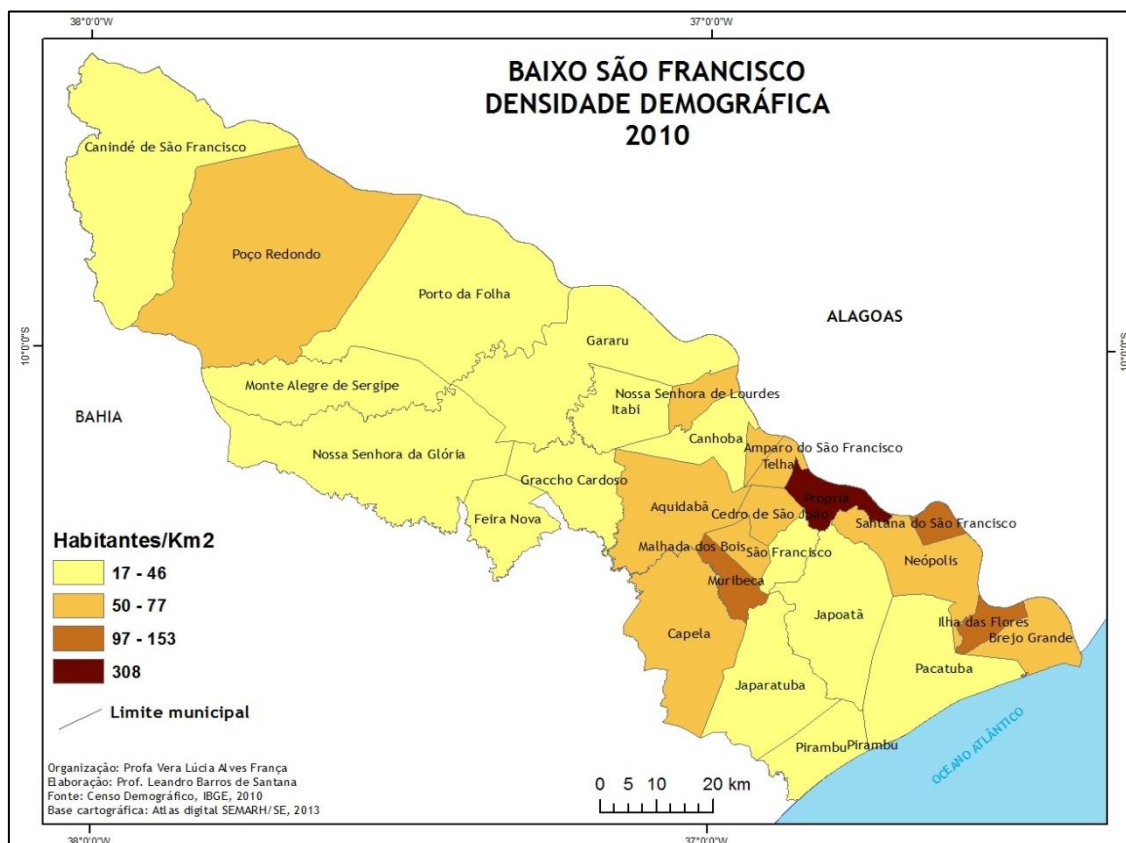 38°0'0"W
37°0'0"W
BAIXO SÃO FRANCISCO
DENSIDADE DEMOGRÁFICA
2010
Canindé de São Francisco
Poço Redondo
Porto da Folha
ALAGOAS
10°0'0"S
10°0'0"S
Gararu
Monte Alegre de Sergipe
Nossa Senhora de Lourdes
Itabi
BAHIA
Canhoba
Amparo do São Francisco
Nossa Senhora da Glória
Telha
Graccho Cardoso
Propriá
Aquidabã
Cedro de São João
Feira Nova
Santana do São Francisco
Habitantes/Km2
Malhada dos Bois
São Francisco
Neópolis
17 - 46
Muribeca
50 - 77
Japoatã
Ilha das Flores
97 - 153
Capela
Brejo Grande
308
Pacatuba
Japaratuba
Limite municipal
OCEANO ATLÂNTICO
Pirambu
Pirambu
Organização: Profa Vera Lúcia Alves França
Elaboração: Prof. Leandro Barros de Santana
Fonte: Censo Demográfico, IBGE, 2010
Base cartográfica: Atlas digital SEMARH/SE, 2013
0 5 10 20 km
38°0'0"W
37°0'0"W